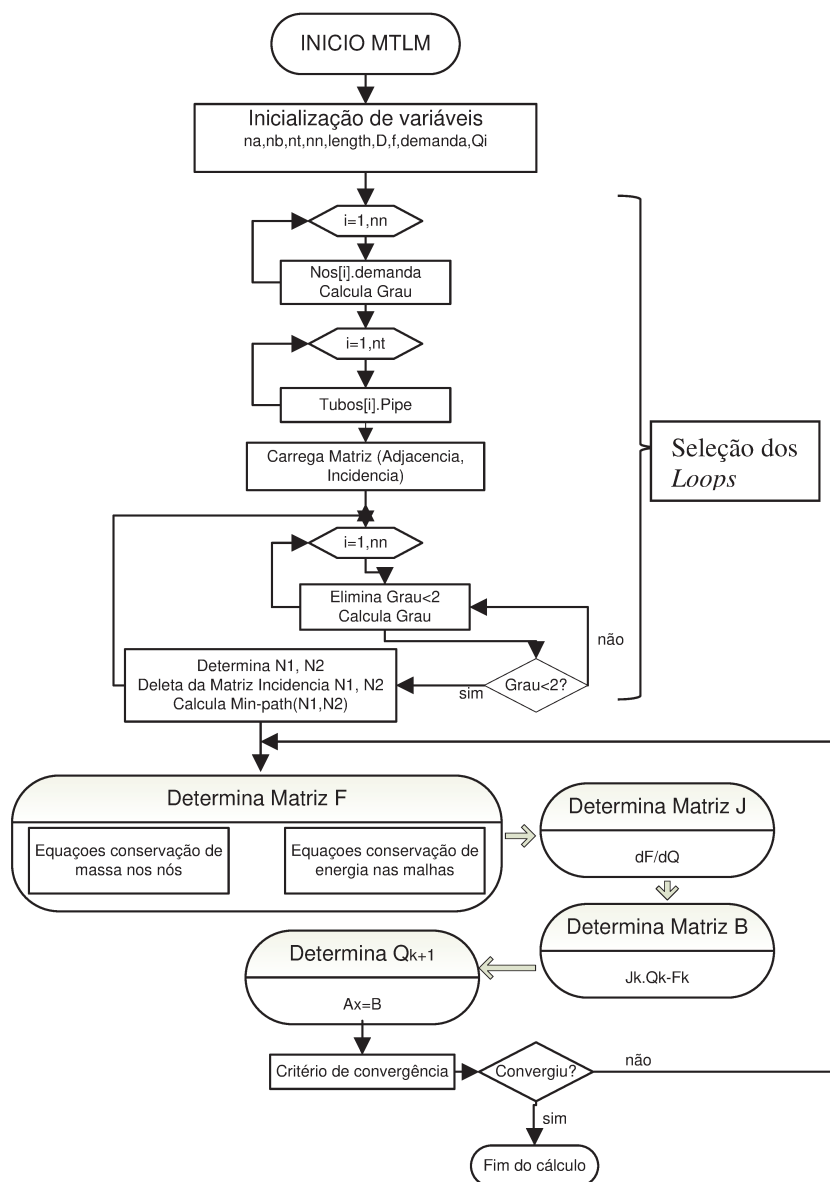 INICIO MTLM
Inicialização de variáveis
na,nb,nt,nn,length,D,f,demanda,Qi
i=1,nn
Nos[i].demanda
Calcula Grau
i=1,nt
Tubos[i].Pipe
Carrega Matriz (Adjacencia,
Incidencia)
Seleção dos
Loops
i=1,nn
Elimina Grau<2
Calcula Grau
não
Grau<2?
sim
Determina N1, N2
Deleta da Matriz Incidencia N1, N2
Calcula Min-path(N1,N2)
Determina Matriz F
Equaçoes conservação de
massa nos nós
Equaçoes conservação de
energia nas malhas
Determina Matriz J
dF/dQ
Determina Matriz B
Jk.Qk-Fk
Determina Qk+1
Ax=B
Critério de convergência
Convergiu?
não
sim
Fim do cálculo